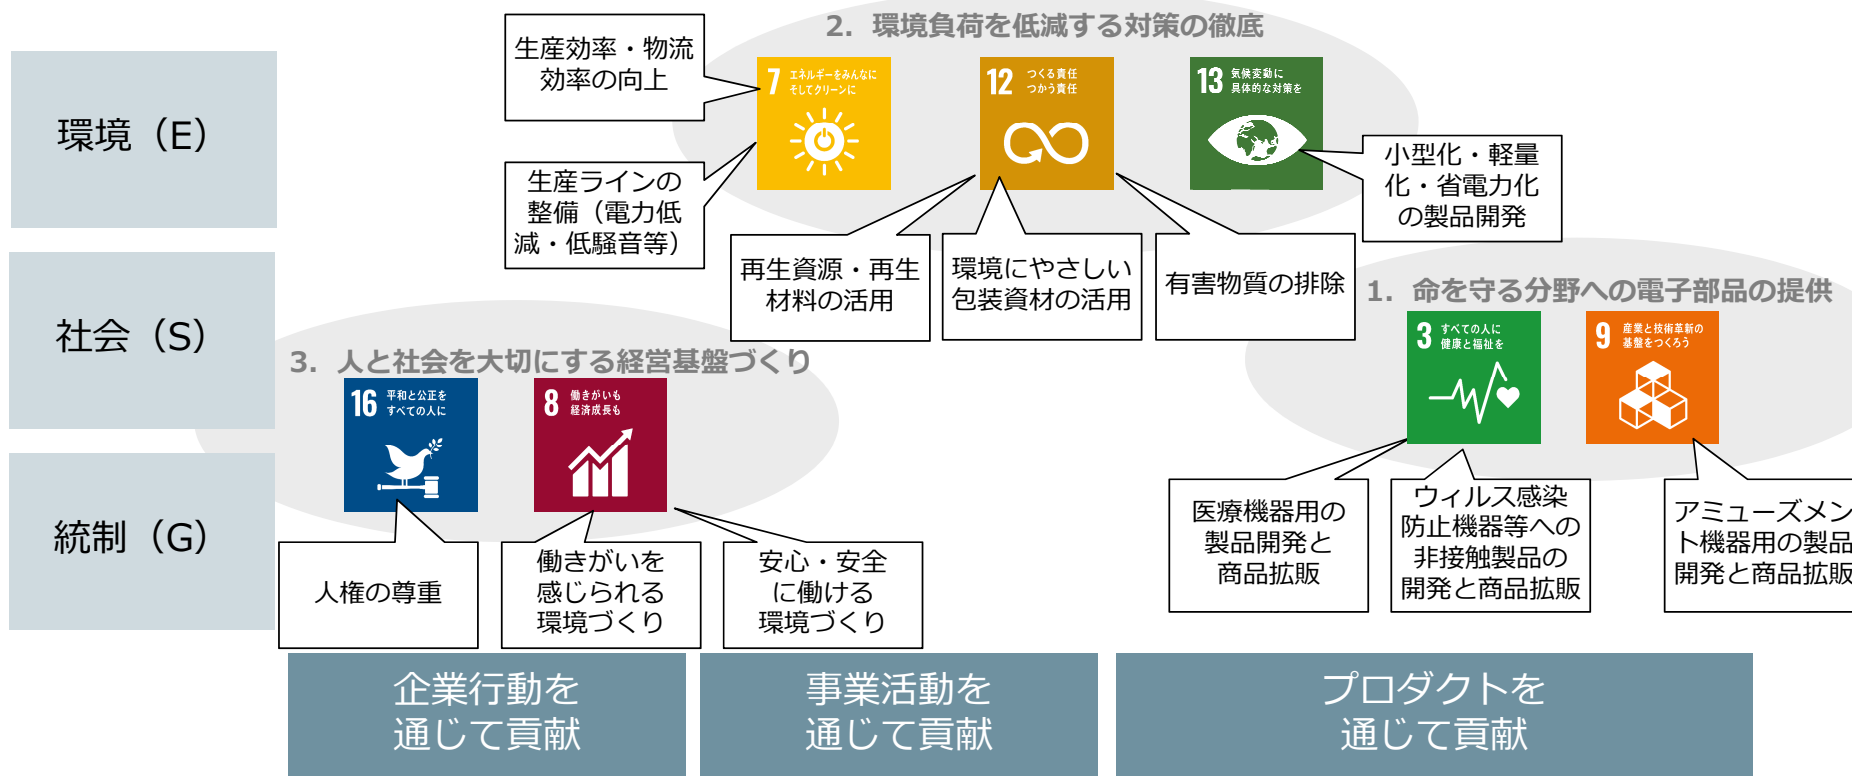 2. 環境負荷を低減する対策の徹底
生産効率・物流
効率の向上
7 エネルギーをみんなに
そしてクリーンに
12 つくる責任
つかう責任
13 気候変動に
具体的な対策を
環境（E）
生産ラインの
整備（電力低
減・低騒音等）
小型化・軽量
化・省電力化
の製品開発
再生資源・再生
材料の活用
環境にやさしい
包装資材の活用
有害物質の排除
1. 命を守る分野への電子部品の提供
社会（S）
3 すべての人に
健康と福祉を
9 産業と技術革新の
基盤をつくろう
3. 人と社会を大切にする経営基盤づくり
16 平和と公正を
すべての人に
8 働きがいも
経済成長も
統制（G）
医療機器用の
製品開発と
商品拡販
ウィルス感染
防止機器等への
非接触製品の
開発と商品拡販
アミューズメン
ト機器用の製品
開発と商品拡販
人権の尊重
働きがいを
感じられる
環境づくり
安心・安全
に働ける
環境づくり
企業行動を
通じて貢献
事業活動を
通じて貢献
プロダクトを
通じて貢献